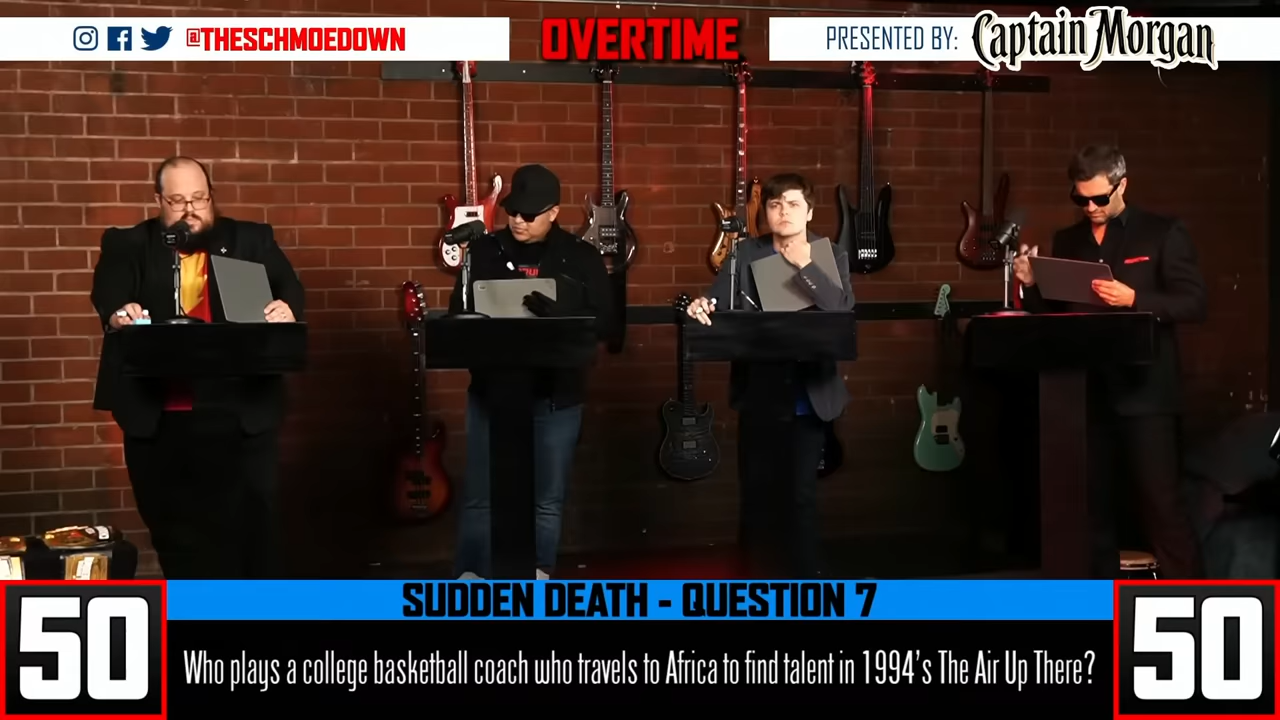 @THESCHMOEDOWN
OVERTIME
PRESENTED BY: Captain Morgan
50
SUDDEN DEATH - QUESTION 7
50
Who plays a college basketball coach who travels to Africa to find talent in 1994's The Air Up There?